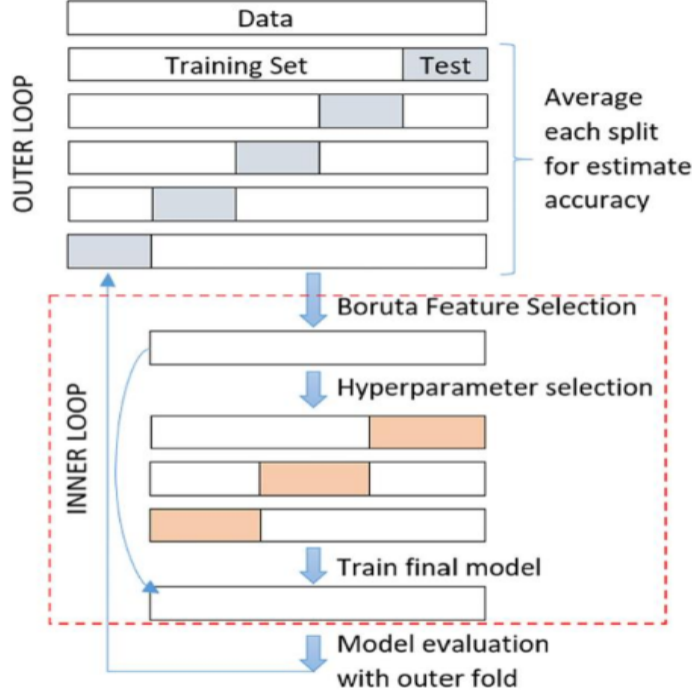 Data
Training Set
Test
OUTER LOOP
Average
each split
for estimate
accuracy
Boruta Feature Selection
Hyperparameter selection
INNER LOOP
Train final model
Model evaluation
with outer fold